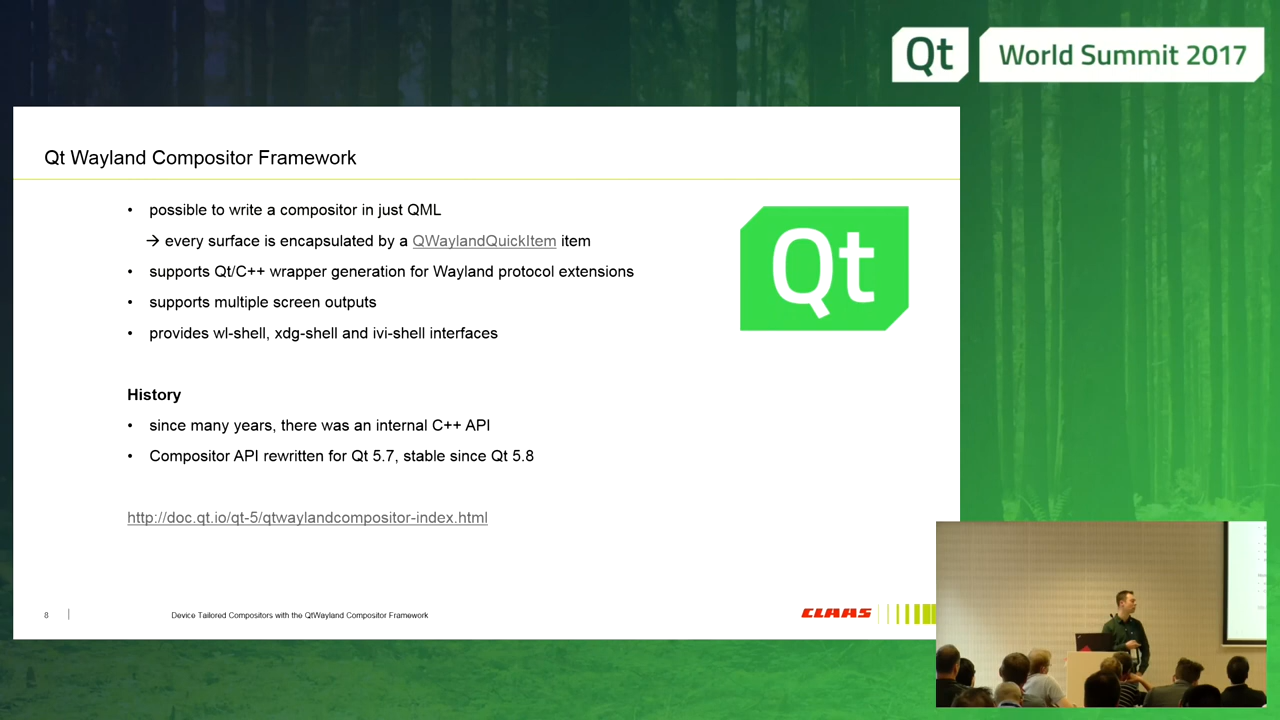 Qt World Summit 2017
Qt Wayland Compositor Framework
• possible to write a compositor in just QML
→ every surface is encapsulated by a QWaylandQuickItem item
• supports Qt/C++ wrapper generation for Wayland protocol extensions
• supports multiple screen outputs
• provides wl-shell, xdg-shell and ivi-shell interfaces
Qt
History
• since many years, there was an internal C++ API
• Compositor API rewritten for Qt 5.7, stable since Qt 5.8
http://doc.qt.io/qt-5/qtwaylandcompositor-index.html
8 | Device Tailored Compositors with the QtWayland Compositor Framework
CLAAS